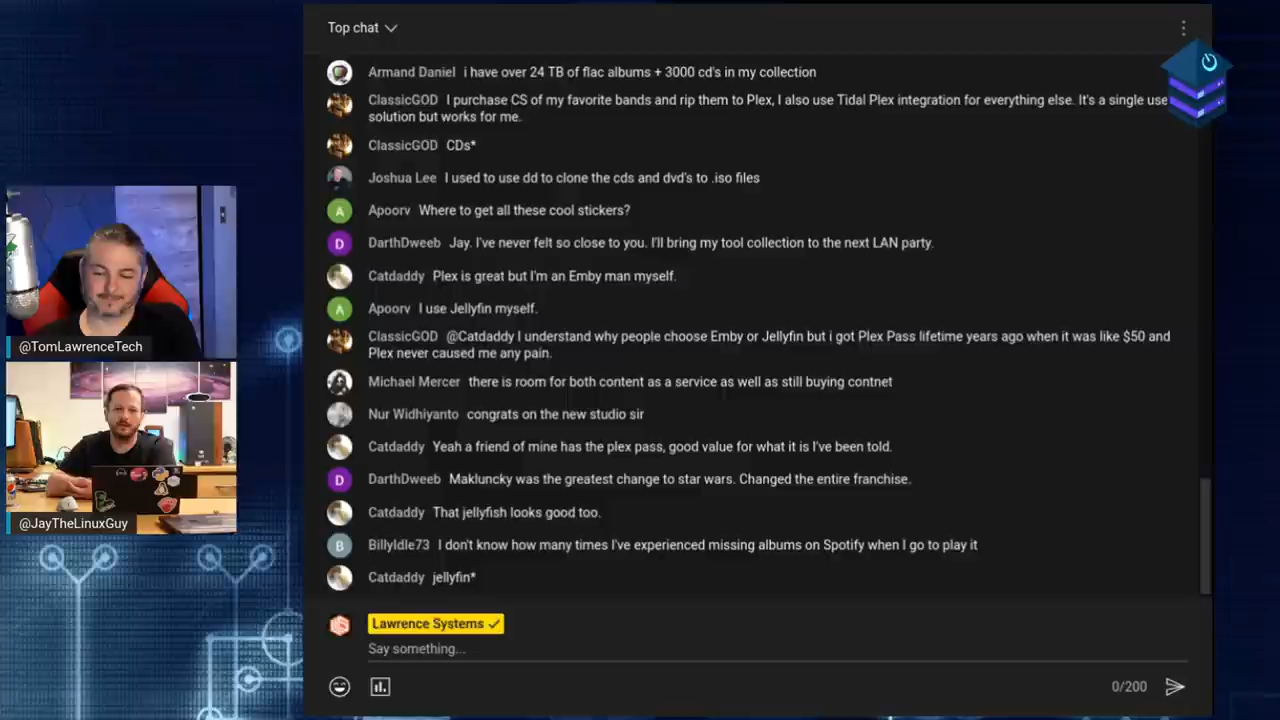 Top chat
Armand Daniel i have over 24 TB of flac albums + 3000 cd's in my collection
ClassicGOD I purchase CS of my favorite bands and rip them to Plex, I also use Tidal Plex integration for everything else. It's a single use
solution but works for me.
ClassicGOD CDs*
Joshua Lee I used to use dd to clone the cds and dvd's to .iso files
A Apoorv Where to get all these cool stickers?
D DarthDweeb Jay. I've never felt so close to you. I'll bring my tool collection to the next LAN party.
Catdaddy Plex is great but I'm an Emby man myself.
A Apoorv I use Jellyfin myself.
ClassicGOD @Catdaddy I understand why people choose Emby or Jellyfin but i got Plex Pass lifetime years ago when it was like $50 and
Plex never caused me any pain.
Michael Mercer there is room for both content as a service as well as still buying contnet
Nur Widhiyanto congrats on the new studio sir
Catdaddy Yeah a friend of mine has the plex pass, good value for what it is I've been told.
D DarthDweeb Makluncky was the greatest change to star wars. Changed the entire franchise.
Catdaddy That jellyfish looks good too.
B BillyIdle73 I don't know how many times I've experienced missing albums on Spotify when I go to play it
Catdaddy jellyfin*
Lawrence Systems
Say something...
0/200
@TomLawrenceTech
@JayTheLinuxGuy